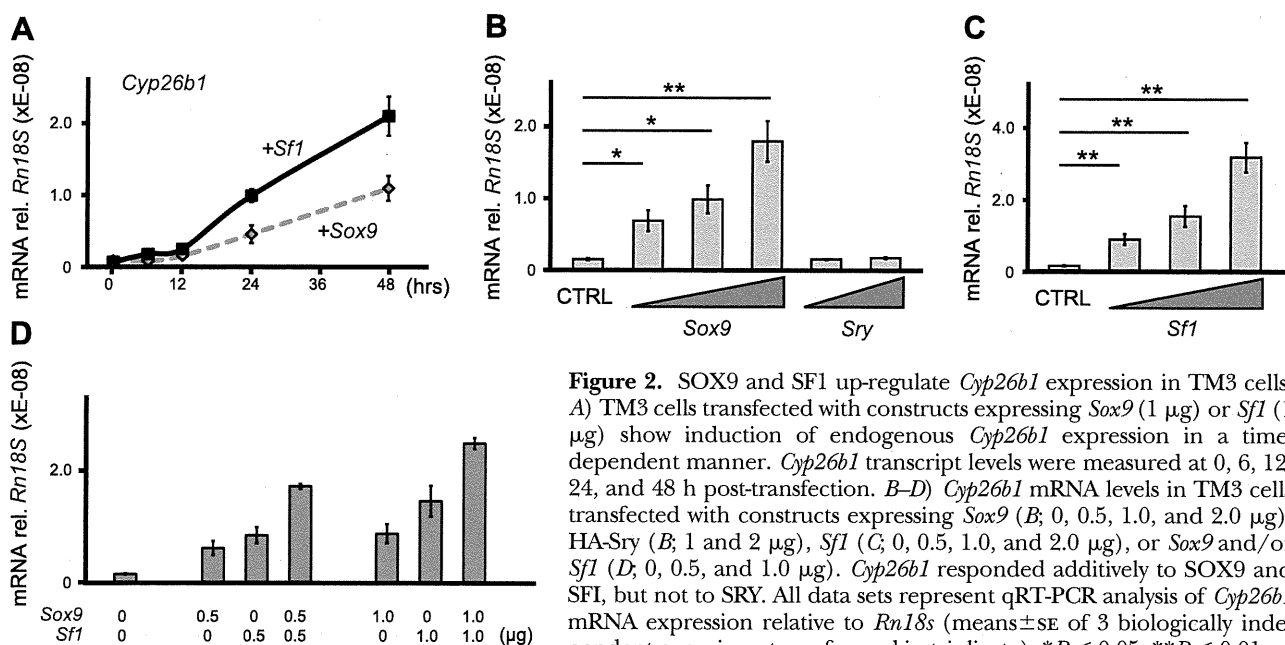 A
B
C
mRNA rel. Rn18S (xE-08)
Cyp26b1
2.0
1.0
0
+Sf1
+Sox9
0 12 24 36 48 (hrs)
mRNA rel. Rn18S (xE-08)
2.0
1.0
0
**
*
*
CTRL
Sox9
Sry
mRNA rel. Rn18S (xE-08)
4.0
2.0
0
**
**
**
CTRL
Sf1
D
mRNA rel. Rn18S (xE-08)
2.0
0
Sox9 0 0.5 0 0.5 1.0 0 1.0
Sf1 0 0 0.5 0.5 0 1.0 1.0 (µg)
Figure 2. SOX9 and SF1 up-regulate Cyp26b1 expression in TM3 cells
A) TM3 cells transfected with constructs expressing Sox9 (1 µg) or Sf1 (1
µg) show induction of endogenous Cyp26b1 expression in a time
dependent manner. Cyp26b1 transcript levels were measured at 0, 6, 12
24, and 48 h post-transfection. B–D) Cyp26b1 mRNA levels in TM3 cell
transfected with constructs expressing Sox9 (B; 0, 0.5, 1.0, and 2.0 µg)
HA-Sry (B; 1 and 2 µg), Sf1 (C; 0, 0.5, 1.0, and 2.0 µg), or Sox9 and/o
Sf1 (D; 0, 0.5, and 1.0 µg). Cyp26b1 responded additively to SOX9 and
SFI, but not to SRY. All data sets represent qRT-PCR analysis of Cyp26b1
mRNA expression relative to Rn18s (means±SE of 3 biologically inde